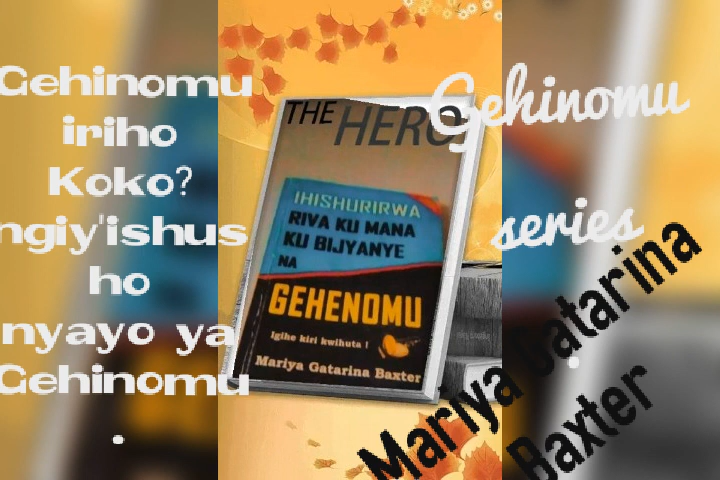 Gehinomu
iriho
Koko?
ngiy'ishus
ho
nyayo ya
Gehinomu
.
THE HERO
IHISHURIRWA
RIVA KU MANA
KU BIJYANYE
NA
GEHENOMU
Igihe kiri kwihuta !
Mariya Gatarina Baxter
Gehinomu
series
Mariya Gatarina
Baxter